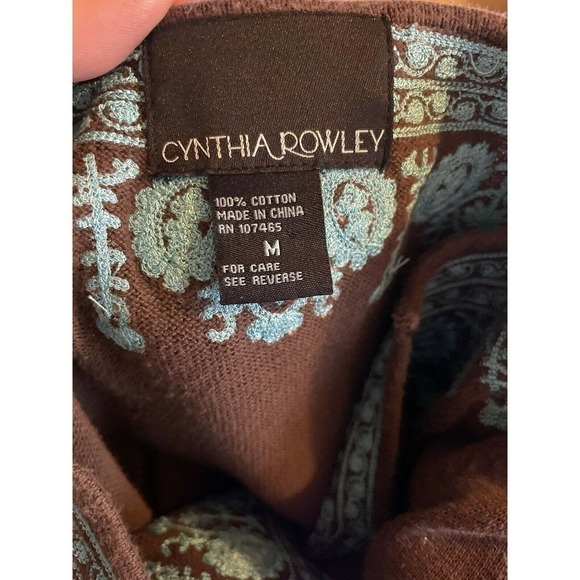 CYNTHIA ROWLEY
100% COTTON
MADE IN CHINA
RN 107465
M
FOR CARE
SEE REVERSE